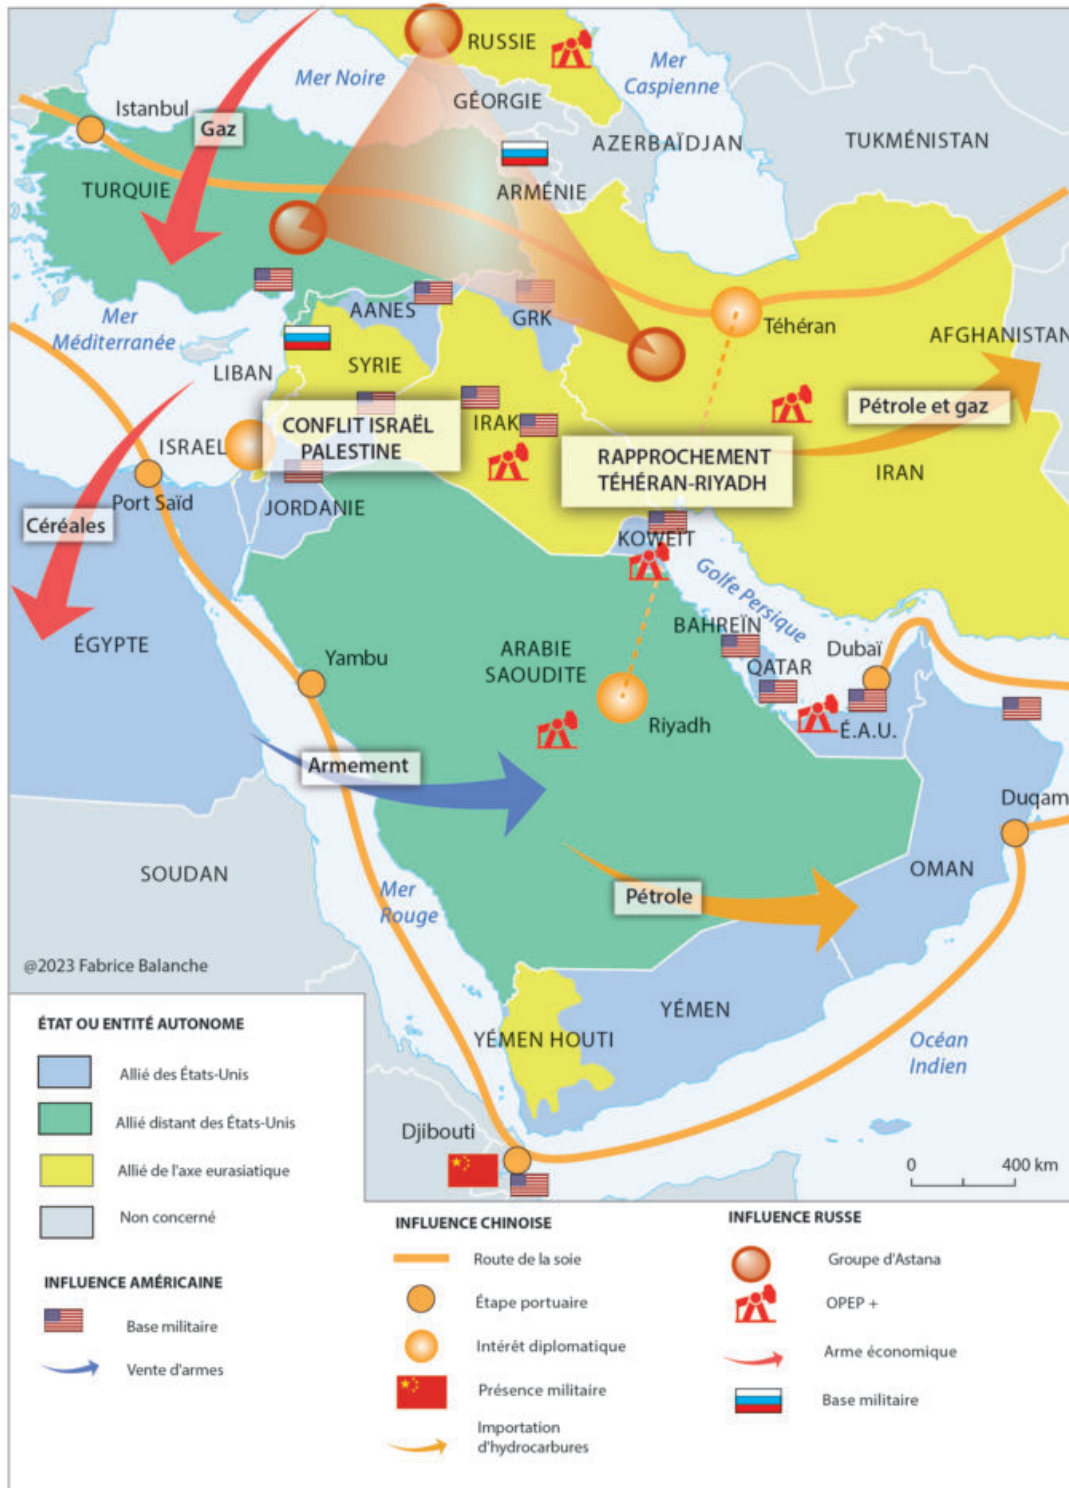 RUSSIE
Mer
Caspienne
Mer Noire
GÉORGIE
Istanbul
Gaz
AZERBAÏDJAN
TUKMÉNISTAN
TURQUIE
ARMÉNIE
AANES
GRK
Téhéran
Mer
Méditerranée
AFGHANISTAN
LIBAN
SYRIE
Pétrole et gaz
ISRAEL
CONFLIT ISRAËL
PALESTINE
IRAK
RAPPROCHEMENT
TÉHÉRAN-RIYADH
IRAN
Port Saïd
JORDANIE
Céréales
KOWEÏT
Golfe Persique
ÉGYPTE
BAHREÏN
Dubaï
Yambu
ARABIE
SAOUDITE
QATAR
Riyadh
É.A.U.
Armement
Duqam
SOUDAN
OMAN
Mer
Rouge
Pétrole
@2023 Fabrice Balanche
YÉMEN
YÉMEN HOUTI
Océan
Indien
Djibouti
0 400 km
ÉTAT OU ENTITÉ AUTONOME
Allié des États-Unis
Allié distant des États-Unis
Allié de l'axe eurasiatique
Non concerné
INFLUENCE AMÉRICAINE
Base militaire
Vente d'armes
INFLUENCE CHINOISE
Route de la soie
Étape portuaire
Intérêt diplomatique
Présence militaire
Importation
d'hydrocarbures
INFLUENCE RUSSE
Groupe d'Astana
OPEP +
Arme économique
Base militaire